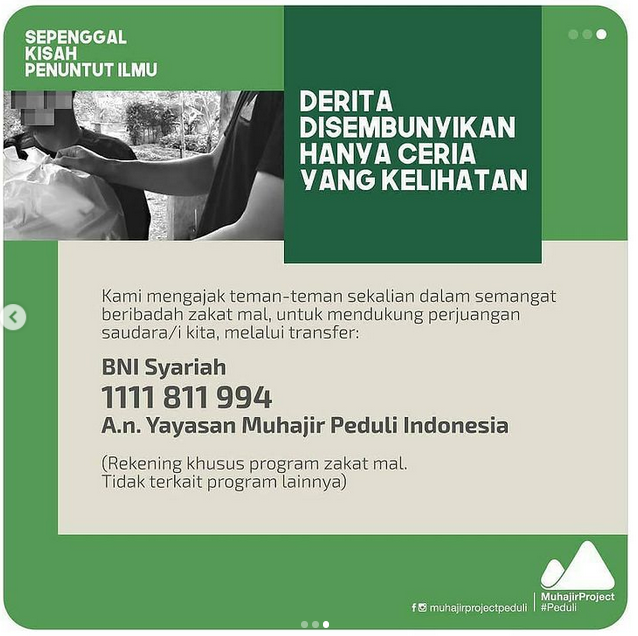 SEPENGGAL
KISAH
PENUNTUT ILMU
DERITA
DISEMBUNYIKAN
HANYA CERIA
YANG KELIHATAN
Kami mengajak teman-teman sekalian dalam semangat
beribadah zakat mal, untuk mendukung perjuangan
saudara/i kita, melalui transfer:
BNI Syariah
1111 811 994
A.n. Yayasan Muhajir Peduli Indonesia
(Rekening khusus program zakat mal.
Tidak terkait program lainnya)
muhajirprojectpeduli
MuhajirProject
#Peduli